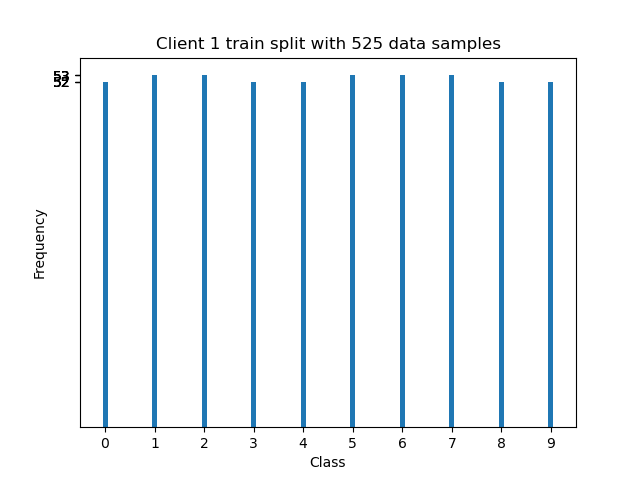 Client 1 train split with 525 data samples
53
52
Frequency
0 1 2 3 4 5 6 7 8 9
Class